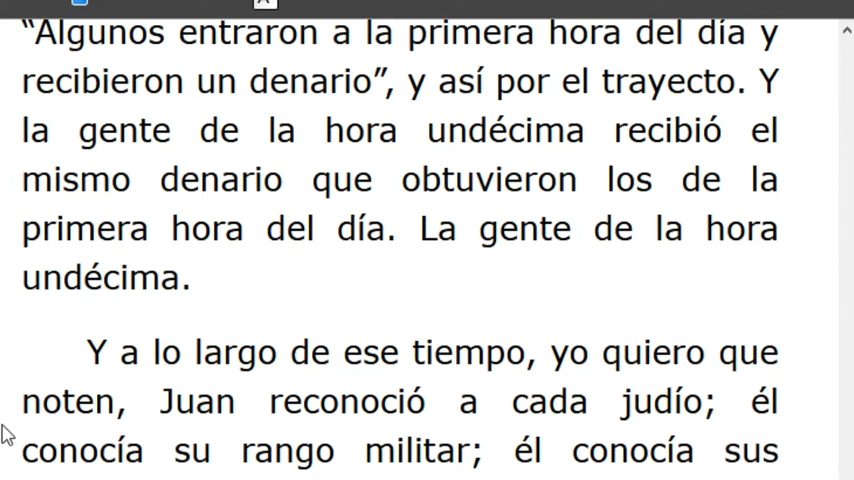 “Algunos entraron a la primera hora del día y
recibieron un denario”, y así por el trayecto. Y
la gente de la hora undécima recibió el
mismo denario que obtuvieron los de la
primera hora del día. La gente de la hora
undécima.
Y a lo largo de ese tiempo, yo quiero que
noten, Juan reconoció a cada judío; él
conocía su rango militar; él conocía sus